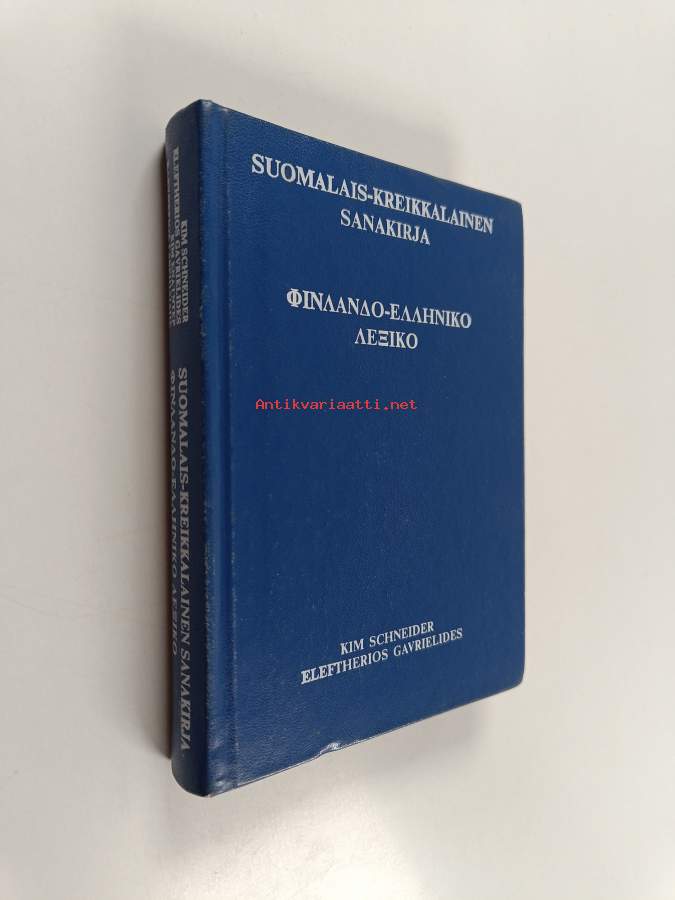 SUOMALAIS-KREIKKALAINEN
SANAKIRJA
ΦΙΝΛΑΝΔΟ-ΕΛΛΗΝΙΚΟ
ΛΕΞΙΚΟ
Antikvariaatti.net
KIM SCHNEIDER
ELEFTHERIOS GAVRIELIDES
KIM SCHNEIDER
ELEFTHERIOS GAVRIELIDES
SUOMALAIS-KREIKKALAINEN SANAKIRJA
ΦΙΝΛΑΝΔΟ-ΕΛΛΗΝΙΚΟ ΛΕΞΙΚΟ